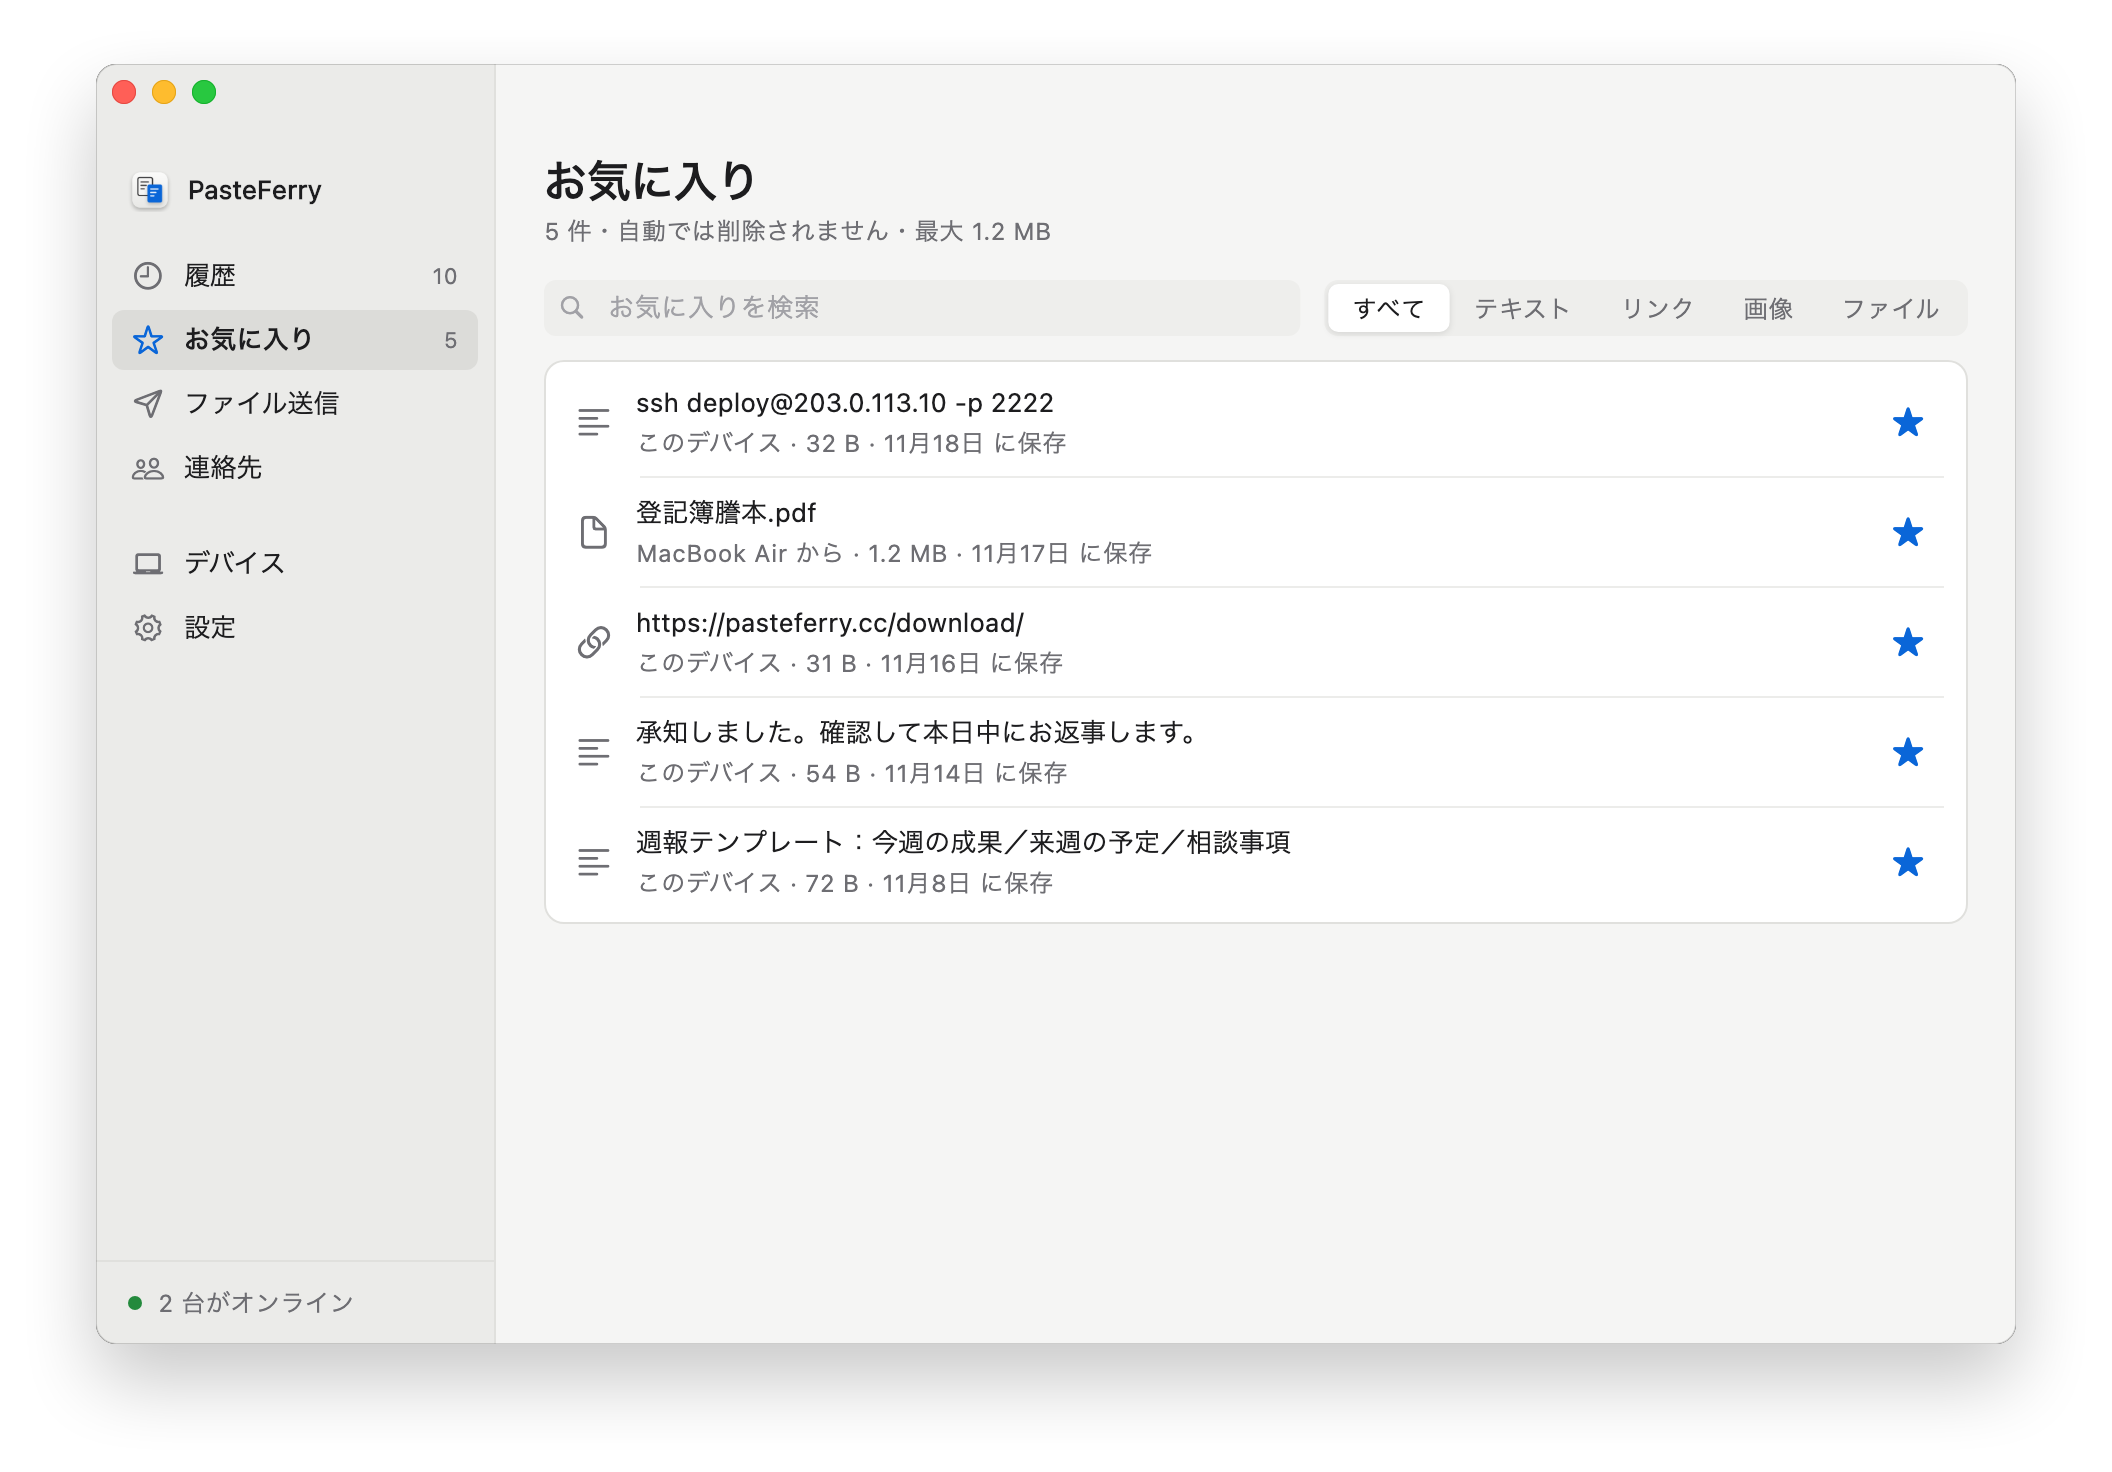 PasteFerry
履歴 10
お気に入り 5
ファイル送信
連絡先
デバイス
設定
2 台がオンライン
お気に入り
5 件・自動では削除されません・最大 1.2 MB
お気に入りを検索
すべて テキスト リンク 画像 ファイル
ssh deploy@203.0.113.10 -p 2222
このデバイス · 32 B · 11月18日 に保存
登記簿謄本.pdf
MacBook Air から · 1.2 MB · 11月17日 に保存
https://pasteferry.cc/download/
このデバイス · 31 B · 11月16日 に保存
承知しました。確認して本日中にお返事します。
このデバイス · 54 B · 11月14日 に保存
週報テンプレート：今週の成果／来週の予定／相談事項
このデバイス · 72 B · 11月8日 に保存